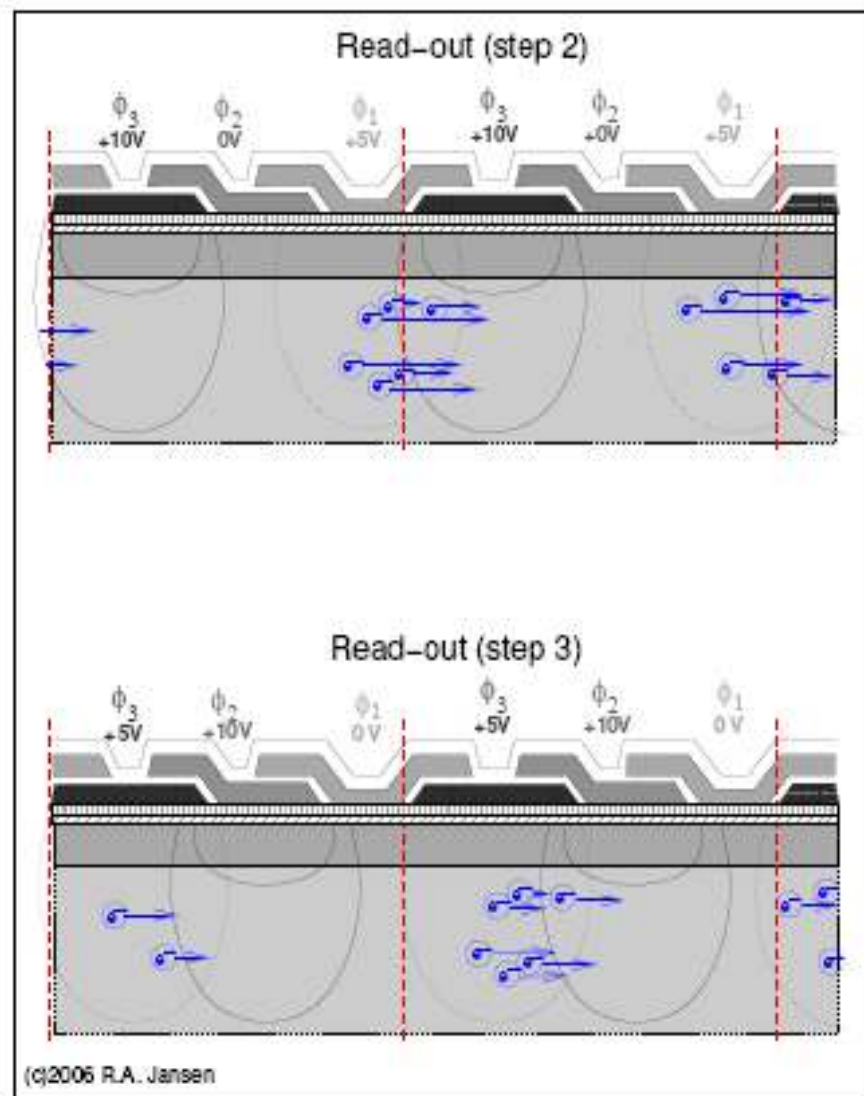 Read-out (step 2)
ϕ3 ϕ2 ϕ1 ϕ3 ϕ2 ϕ1
+10V 0V +5V +10V +0V +5V
Read-out (step 3)
ϕ3 ϕ2 ϕ1 ϕ3 ϕ2 ϕ1
+5V +10V 0 V +5V +10V 0 V
(c)2006 R.A. Jansen